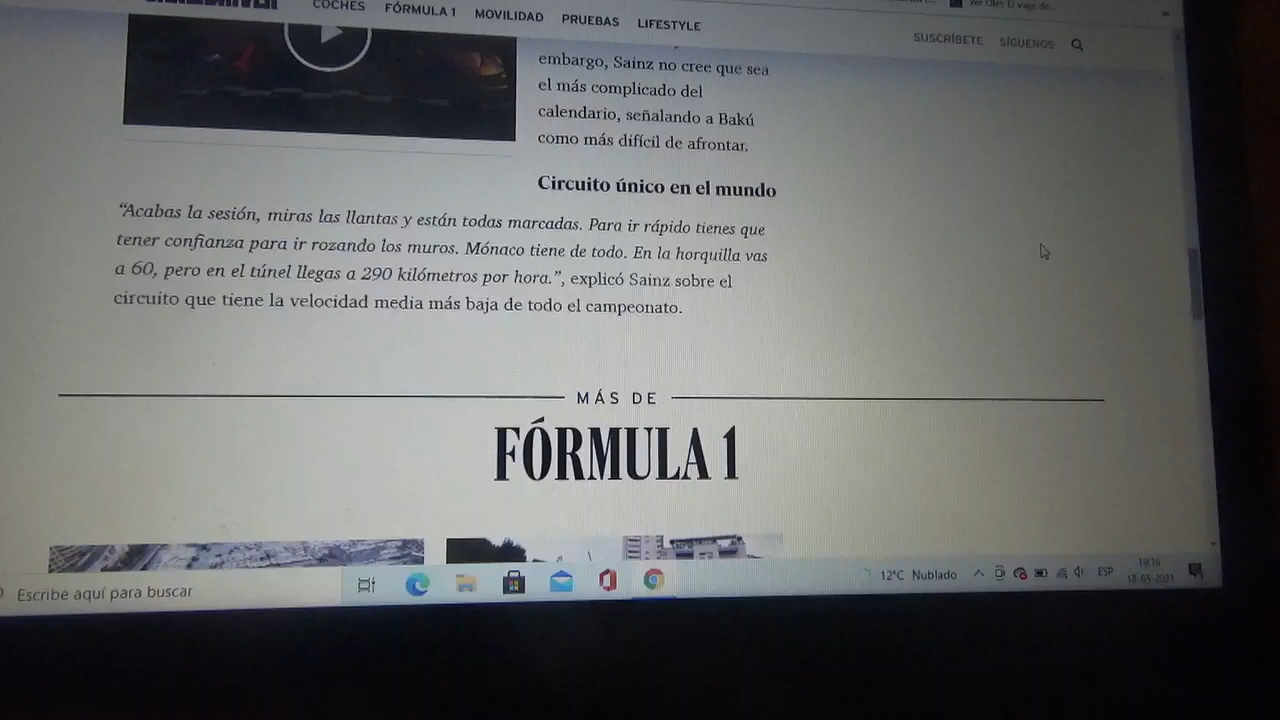 COCHES FÓRMULA 1 MOVILIDAD PRUEBAS LIFESTYLE
SUSCRÍBETE SÍGUENOS
embargo, Sainz no cree que sea
el más complicado del
calendario, señalando a Bakú
como más difícil de afrontar.
Circuito único en el mundo
“Acabas la sesión, miras las llantas y están todas marcadas. Para ir rápido tienes que
tener confianza para ir rozando los muros. Mónaco tiene de todo. En la horquilla vas
a 60, pero en el túnel llegas a 290 kilómetros por hora.”, explicó Sainz sobre el
circuito que tiene la velocidad media más baja de todo el campeonato.
MÁS DE
FÓRMULA 1
Escribe aquí para buscar
12°C Nublado
ESP
19:16
18-05-2021